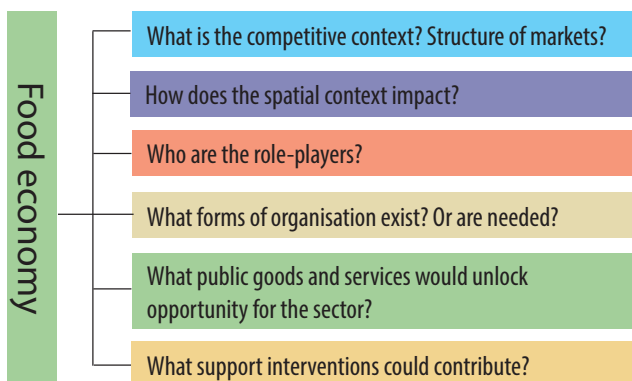 Food economy
What is the competitive context? Structure of markets?
How does the spatial context impact?
Who are the role-players?
What forms of organisation exist? Or are needed?
What public goods and services would unlock
opportunity for the sector?
What support interventions could contribute?